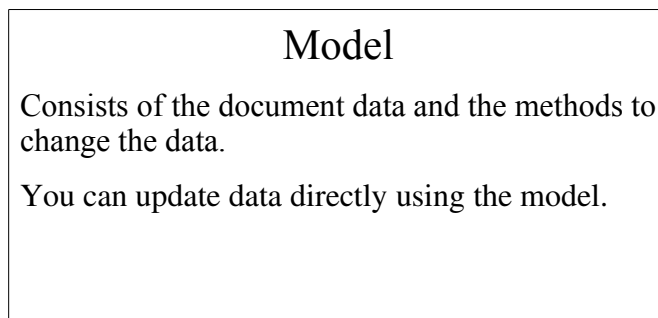 Model
Consists of the document data and the methods to
change the data.
You can update data directly using the model.